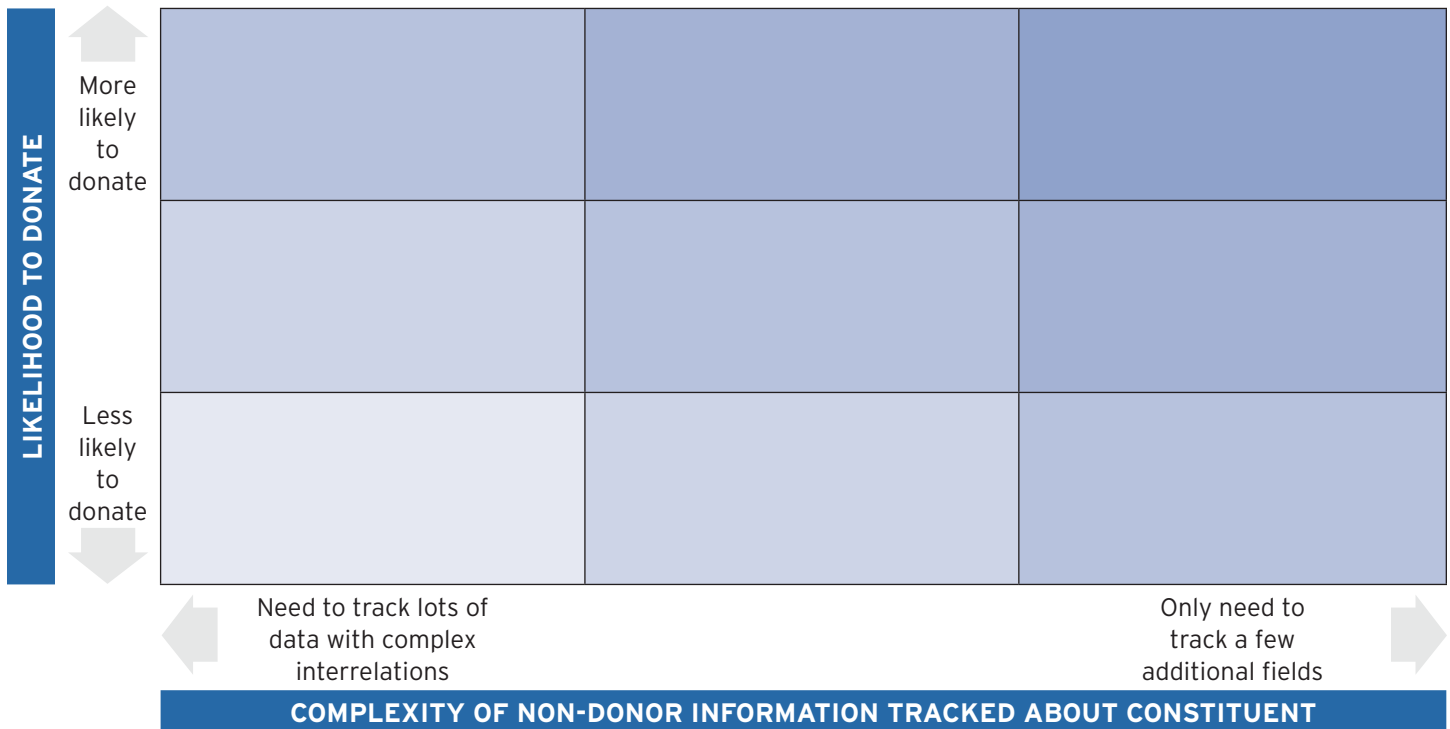 LIKELIHOOD TO DONATE
More
likely
to
donate
Less
likely
to
donate
Need to track lots of
data with complex
interrelations
Only need to
track a few
additional fields
COMPLEXITY OF NON-DONOR INFORMATION TRACKED ABOUT CONSTITUENT